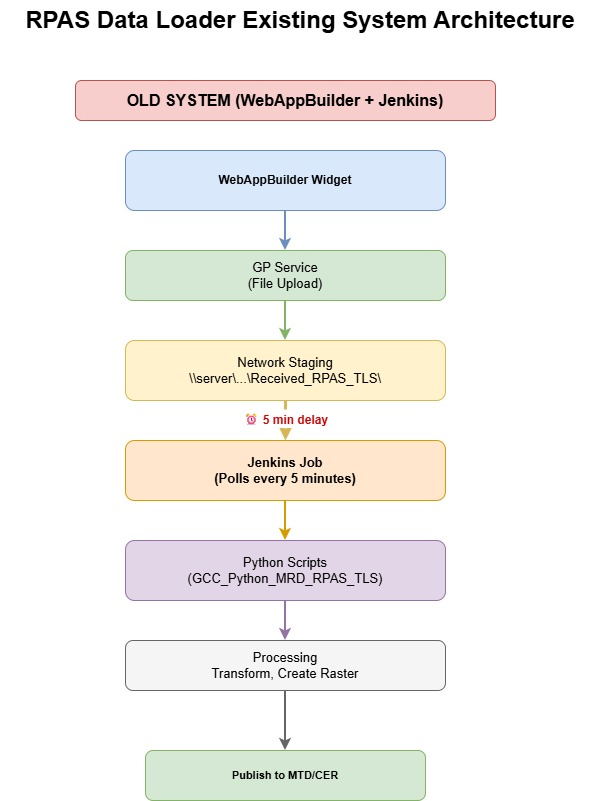 RPAS Data Loader Existing System Architecture
OLD SYSTEM (WebAppBuilder + Jenkins)
WebAppBuilder Widget
GP Service
(File Upload)
Network Staging
\\server\...\Received_RPAS_TLS\
⏰ 5 min delay
Jenkins Job
(Polls every 5 minutes)
Python Scripts
(GCC_Python_MRD_RPAS_TLS)
Processing
Transform, Create Raster
Publish to MTD/CER